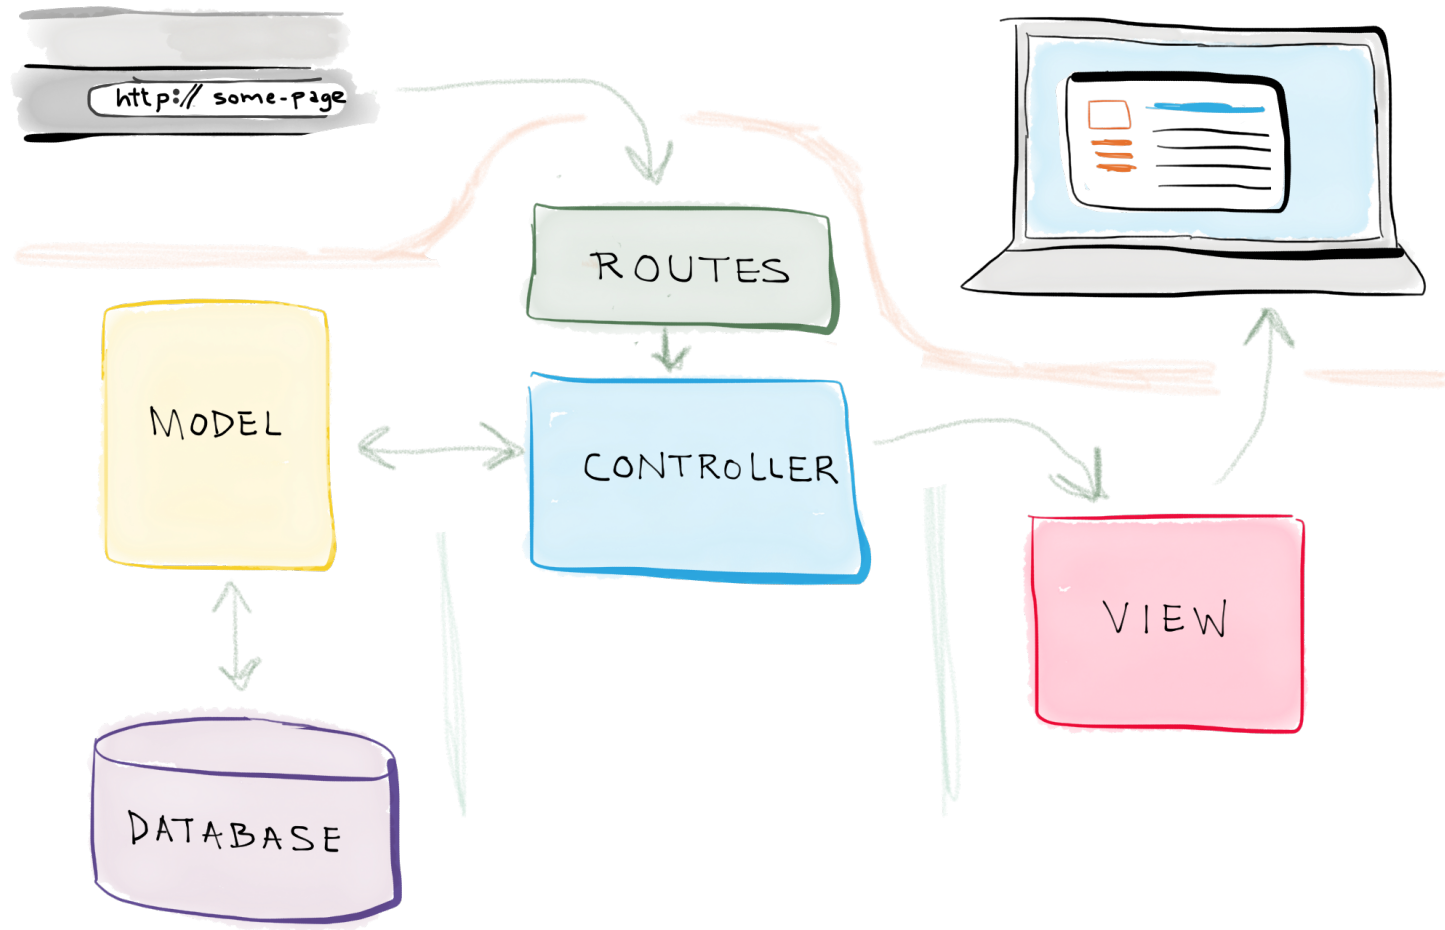 http:// some-page
ROUTES
MODEL
CONTROLLER
VIEW
DATABASE